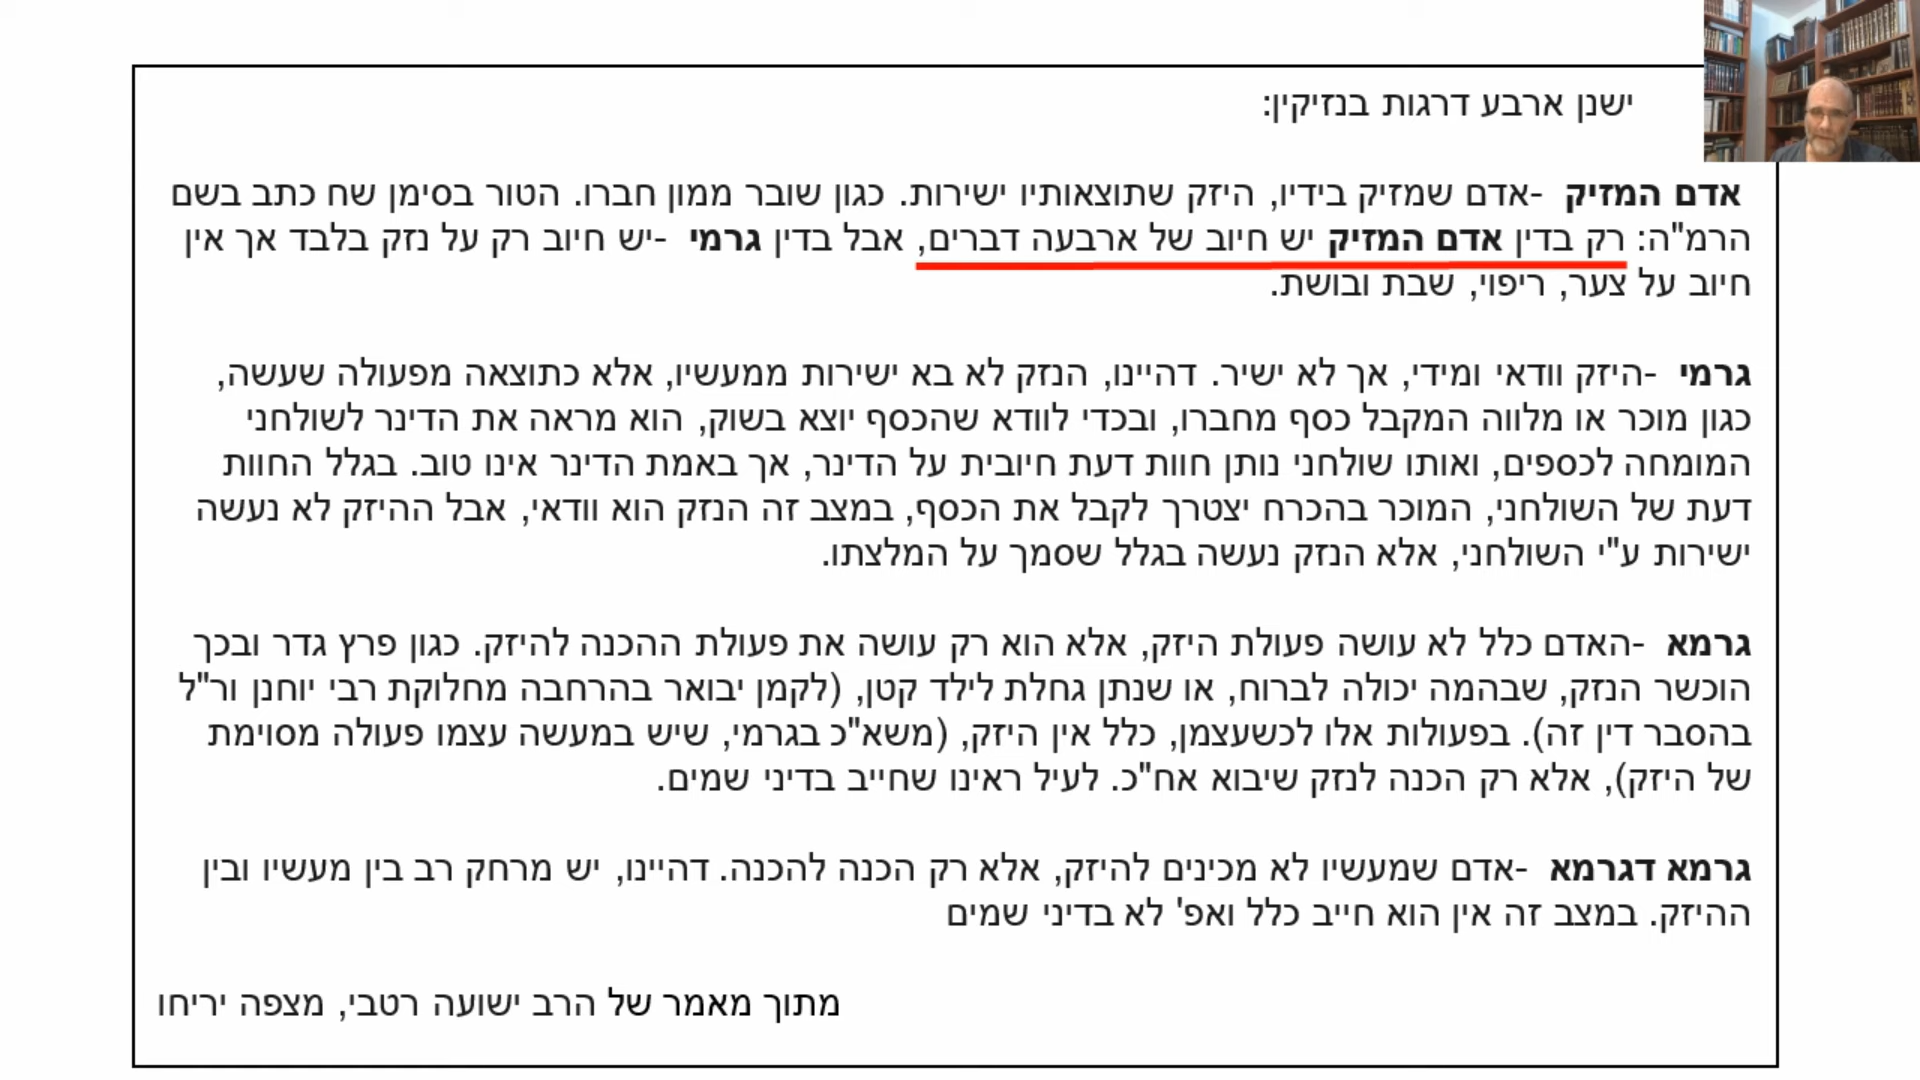 ישנן ארבע דרגות בנזיקין:
אדם המזיק -אדם שמזיק בידיו, היזק שתוצאותיו ישירות. כגון שובר ממון חברו. הטור בסימן שח כתב בשם
הרמ"ה: רק בדין אדם המזיק יש חיוב של ארבעה דברים, אבל בדין גרמי -יש חיוב רק על נזק בלבד אך אין
חיוב על צער, ריפוי, שבת ובושת.
גרמי -היזק וודאי ומידי, אך לא ישיר. דהיינו, הנזק לא בא ישירות ממעשיו, אלא כתוצאה מפעולה שעשה,
כגון מוכר או מלווה המקבל כסף מחברו, ובכדי לוודא שהכסף יוצא בשוק, הוא מראה את הדינר לשולחני
המומחה לכספים, ואותו שולחני נותן חוות דעת חיובית על הדינר, אך באמת הדינר אינו טוב. בגלל החוות
דעת של השולחני, המוכר בהכרח יצטרך לקבל את הכסף, במצב זה הנזק הוא וודאי, אבל ההיזק לא נעשה
ישירות ע"י השולחני, אלא הנזק נעשה בגלל שסמך על המלצתו.
גרמא -האדם כלל לא עושה פעולת היזק, אלא הוא רק עושה את פעולת ההכנה להיזק. כגון פרץ גדר ובכך
הוכשר הנזק, שבהמה יכולה לברוח, או שנתן גחלת לילד קטן, (לקמן יבואר בהרחבה מחלוקת רבי יוחנן ור"ל
בהסבר דין זה). בפעולות אלו לכשעצמן, כלל אין היזק, (משא"כ בגרמי, שיש במעשה עצמו פעולה מסוימת
של היזק), אלא רק הכנה לנזק שיבוא אח"כ. לעיל ראינו שחייב בדיני שמים.
גרמא דגרמא -אדם שמעשיו לא מכינים להיזק, אלא רק הכנה להכנה. דהיינו, יש מרחק רב בין מעשיו ובין
ההיזק. במצב זה אין הוא חייב כלל ואפ' לא בדיני שמים
מתוך מאמר של הרב ישועה רטבי, מצפה יריחו